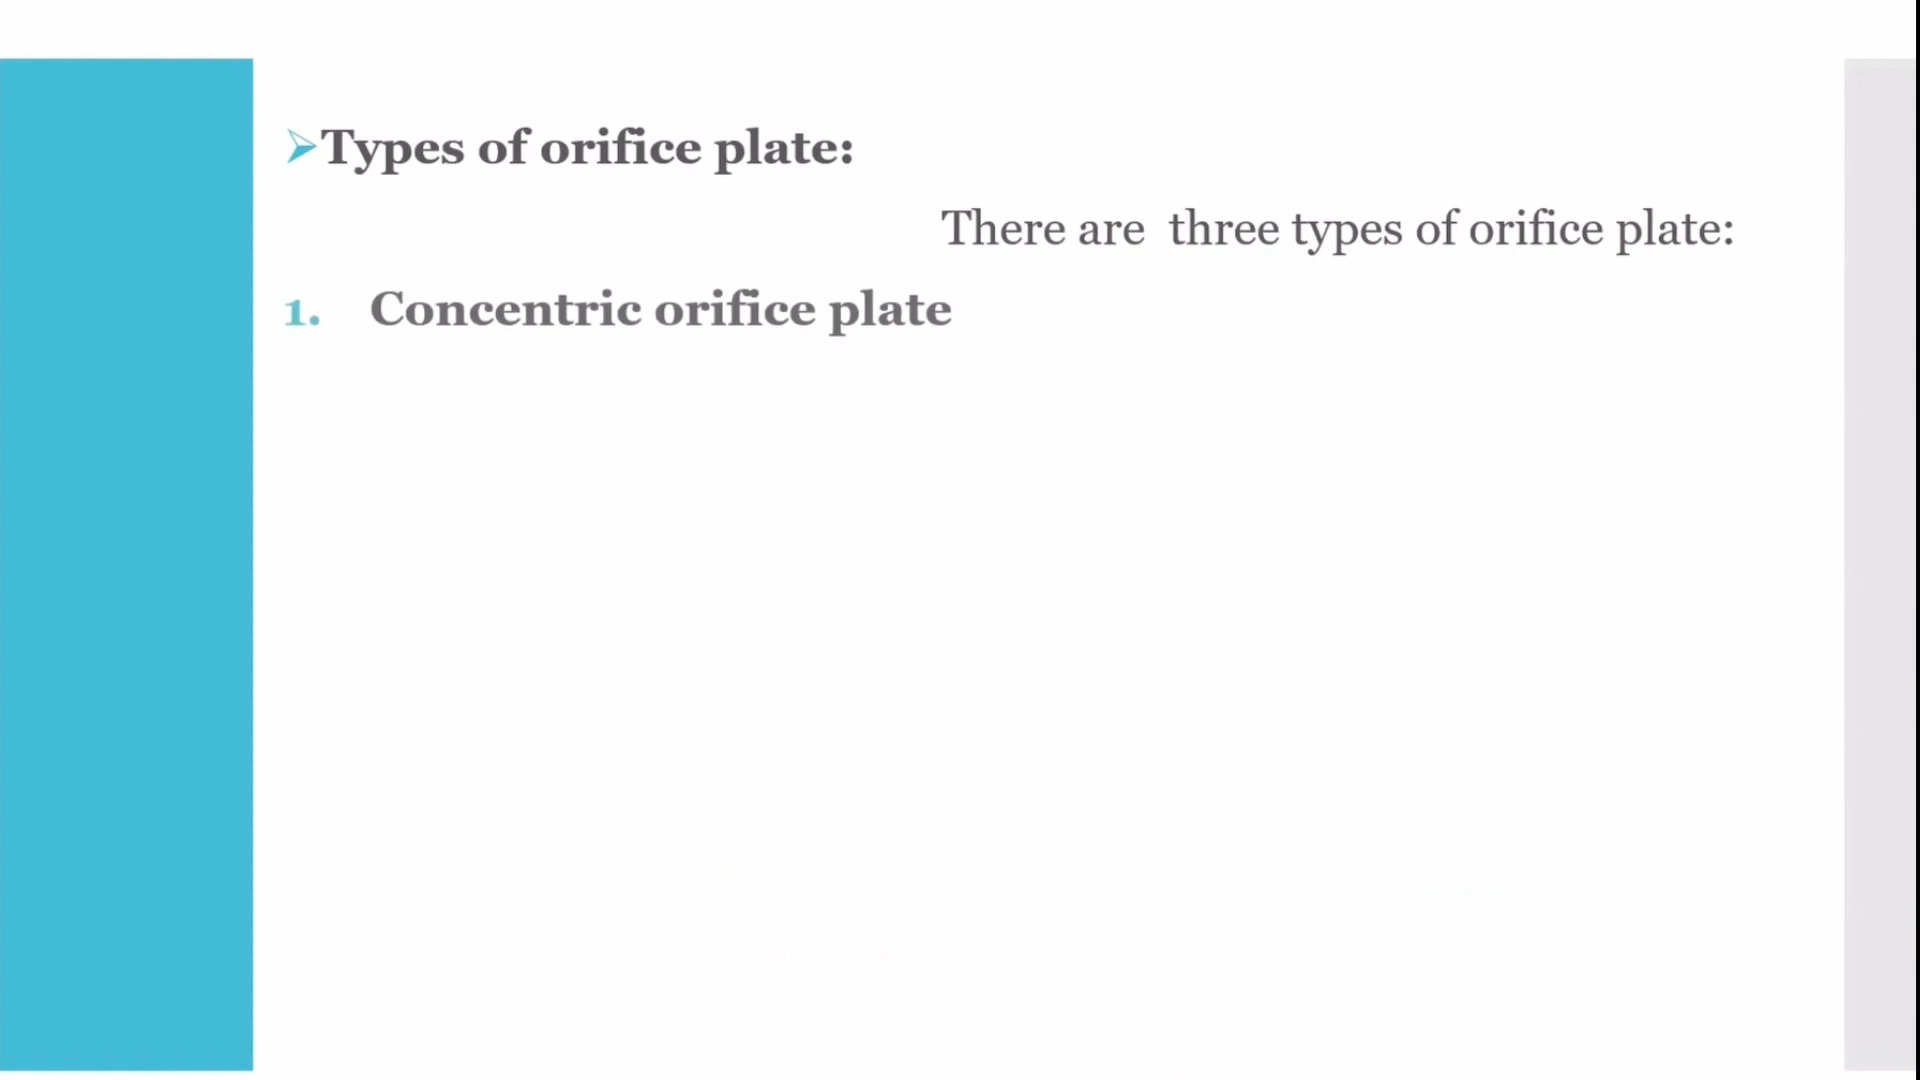 Types of orifice plate:
There are three types of orifice plate:
1. Concentric orifice plate